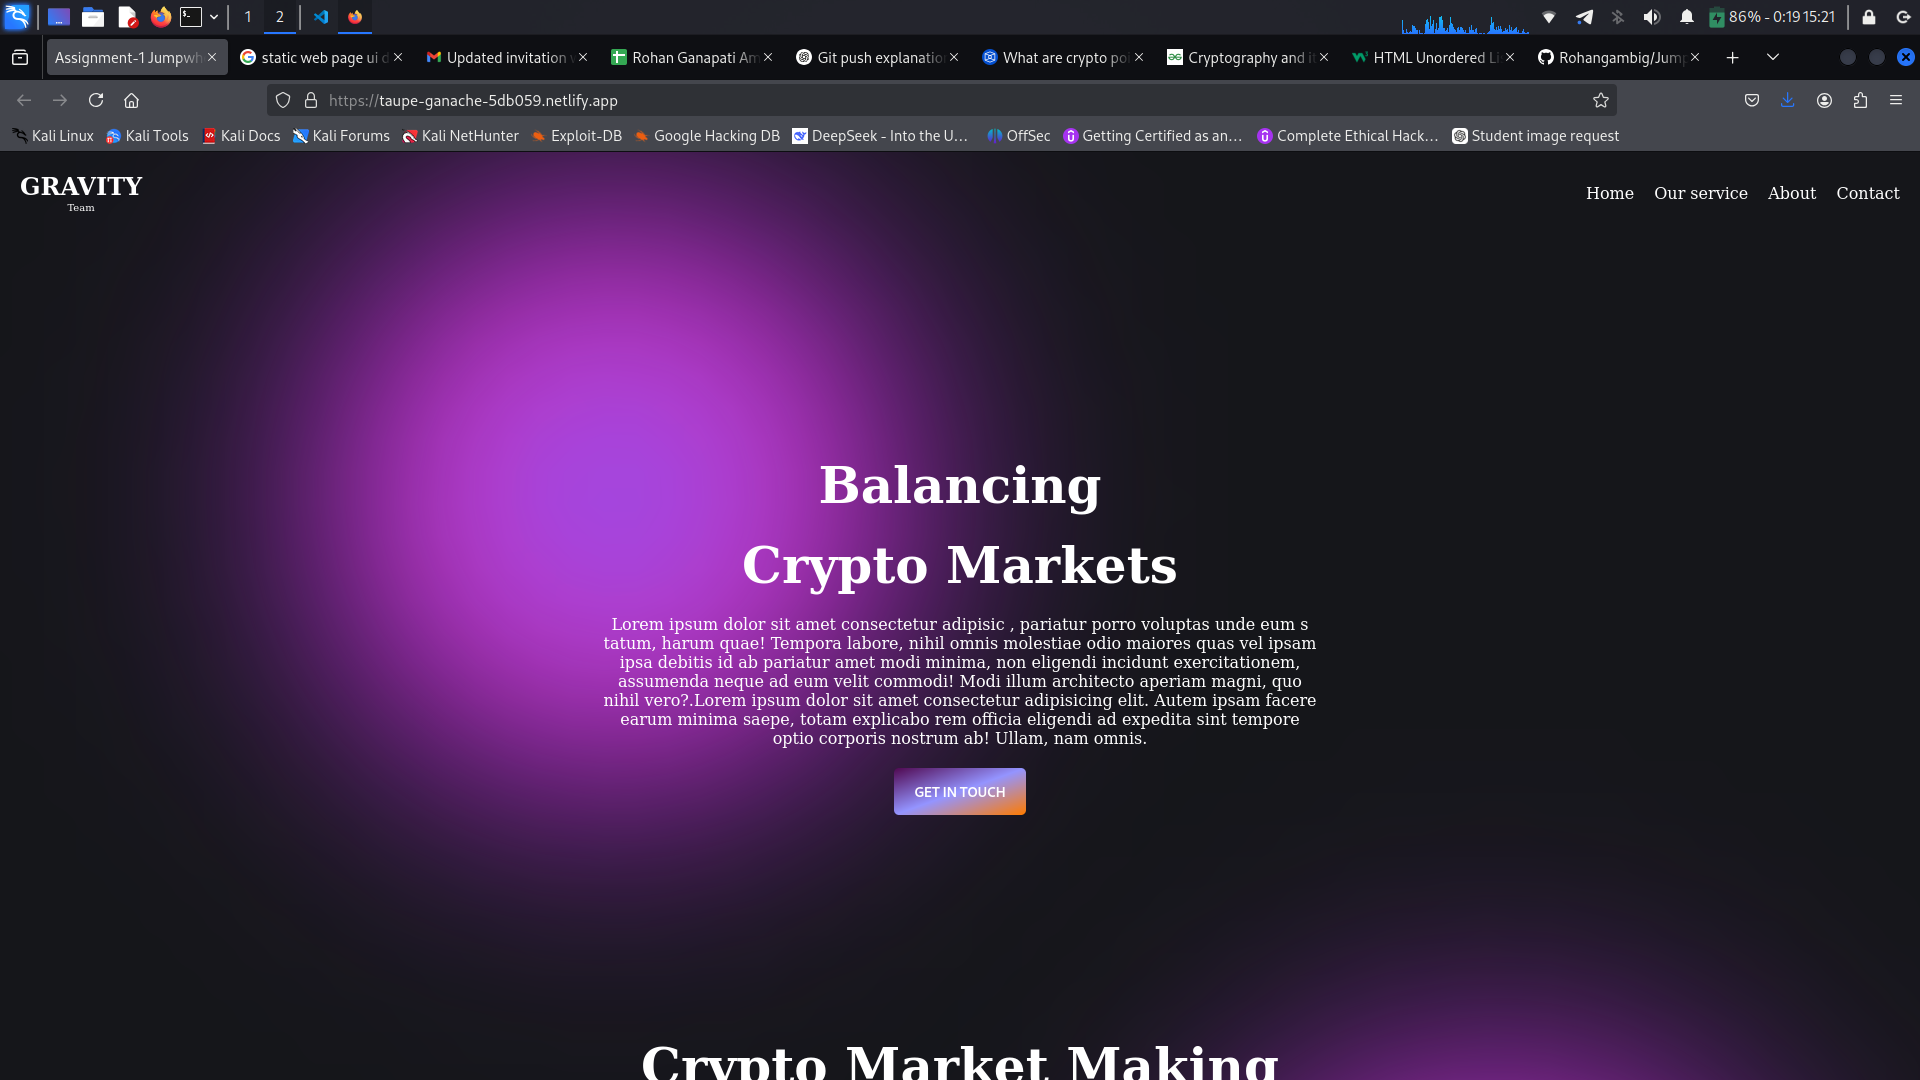 1
2
86% - 0:19
15:21
Assignment-1 Jumpwh
static web page ui d
Updated invitation
Rohan Ganapati Am
Git push explanatio
What are crypto poi
Cryptography and i
HTML Unordered Li
Rohangambig/Jump
https://taupe-ganache-5db059.netlify.app
Kali Linux
Kali Tools
Kali Docs
Kali Forums
Kali NetHunter
Exploit-DB
Google Hacking DB
DeepSeek - Into the U…
OffSec
Getting Certified as an…
Complete Ethical Hack…
Student image request
GRAVITY
Team
Home
Our service
About
Contact
Balancing
Crypto Markets
Lorem ipsum dolor sit amet consectetur adipisic , pariatur porro voluptas unde eum s
tatum, harum quae! Tempora labore, nihil omnis molestiae odio maiores quas vel ipsam
ipsa debitis id ab pariatur amet modi minima, non eligendi incidunt exercitationem,
assumenda neque ad eum velit commodi! Modi illum architecto aperiam magni, quo
nihil vero?.Lorem ipsum dolor sit amet consectetur adipisicing elit. Autem ipsam facere
earum minima saepe, totam explicabo rem officia eligendi ad expedita sint tempore
optio corporis nostrum ab! Ullam, nam omnis.
GET IN TOUCH
Crypto Market Making